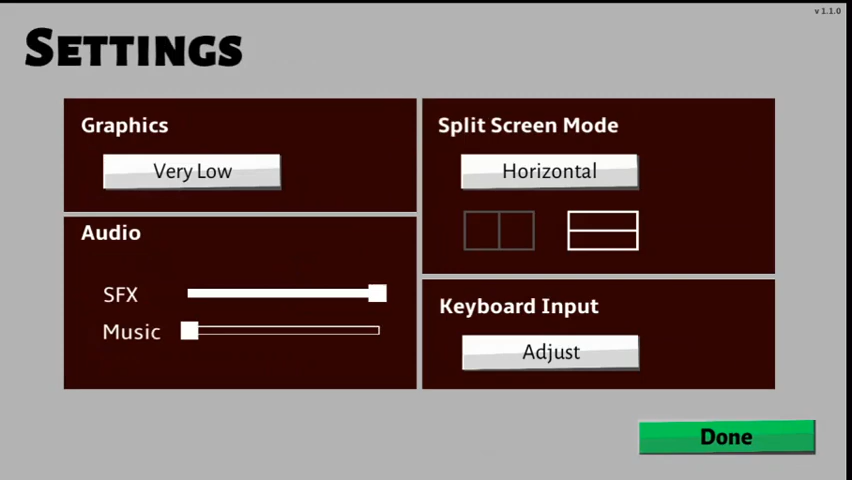 v 1.1.0
SETTINGS
Graphics
Very Low
Audio
SFX
Music
Split Screen Mode
Horizontal
Keyboard Input
Adjust
Done